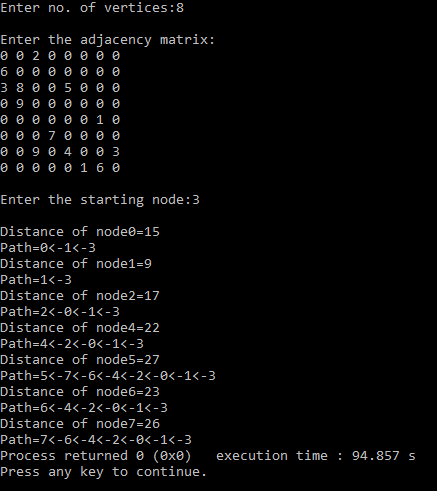 Enter no. of vertices:8
Enter the adjacency matrix:
0 0 2 0 0 0 0 0
6 0 0 0 0 0 0 0
3 8 0 0 5 0 0 0
0 9 0 0 0 0 0 0
0 0 0 0 0 0 1 0
0 0 0 7 0 0 0 0
0 0 9 0 4 0 0 3
0 0 0 0 0 1 6 0
Enter the starting node:3
Distance of node0=15
Path=0<-1<-3
Distance of node1=9
Path=1<-3
Distance of node2=17
Path=2<-0<-1<-3
Distance of node4=22
Path=4<-2<-0<-1<-3
Distance of node5=27
Path=5<-7<-6<-4<-2<-0<-1<-3
Distance of node6=23
Path=6<-4<-2<-0<-1<-3
Distance of node7=26
Path=7<-6<-4<-2<-0<-1<-3
Process returned 0 (0x0)   execution time : 94.857 s
Press any key to continue.